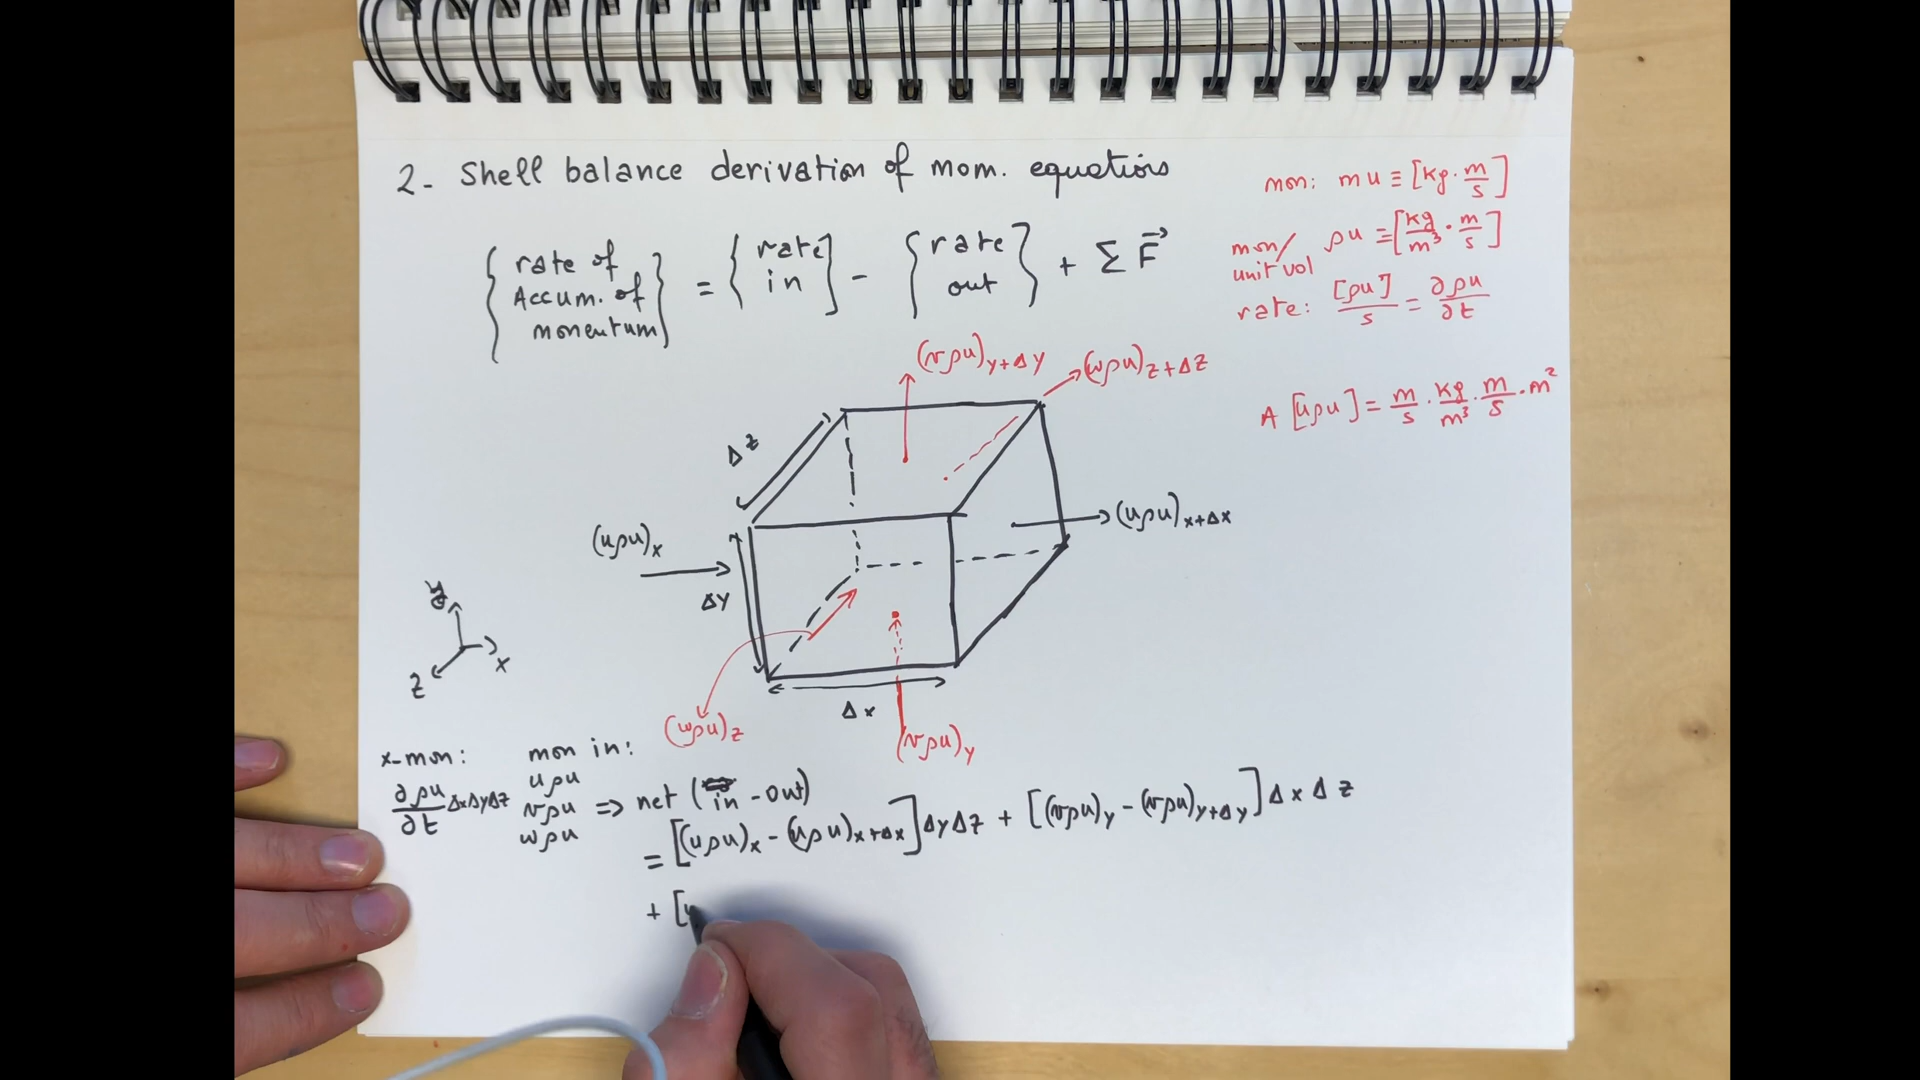 2- Shell balance derivation of mom. equations
{rate of Accum. of momentum} = {rate in} - {rate out} + Σ F⃗
mom: mu ≡ [kg · m/s]
mom/unit vol ρu ≡ [kg/m³ · m/s]
rate: [ρu]/s = ∂ρu/∂t
A [uρu] = m/s · kg/m³ · m/s · m²
(vρu)y+Δy
(wρu)z+Δz
Δz
(uρu)x
(uρu)x+Δx
Δy
y
x
z
Δx
(wρu)z
(vρu)y
x-mom:
∂ρu/∂t ΔxΔyΔz
mom in:
uρu
vρu
wρu
=> net (in - out)
= [(uρu)x - (uρu)x+Δx] ΔyΔz + [(vρu)y - (vρu)y+Δy] Δx Δz
+ [